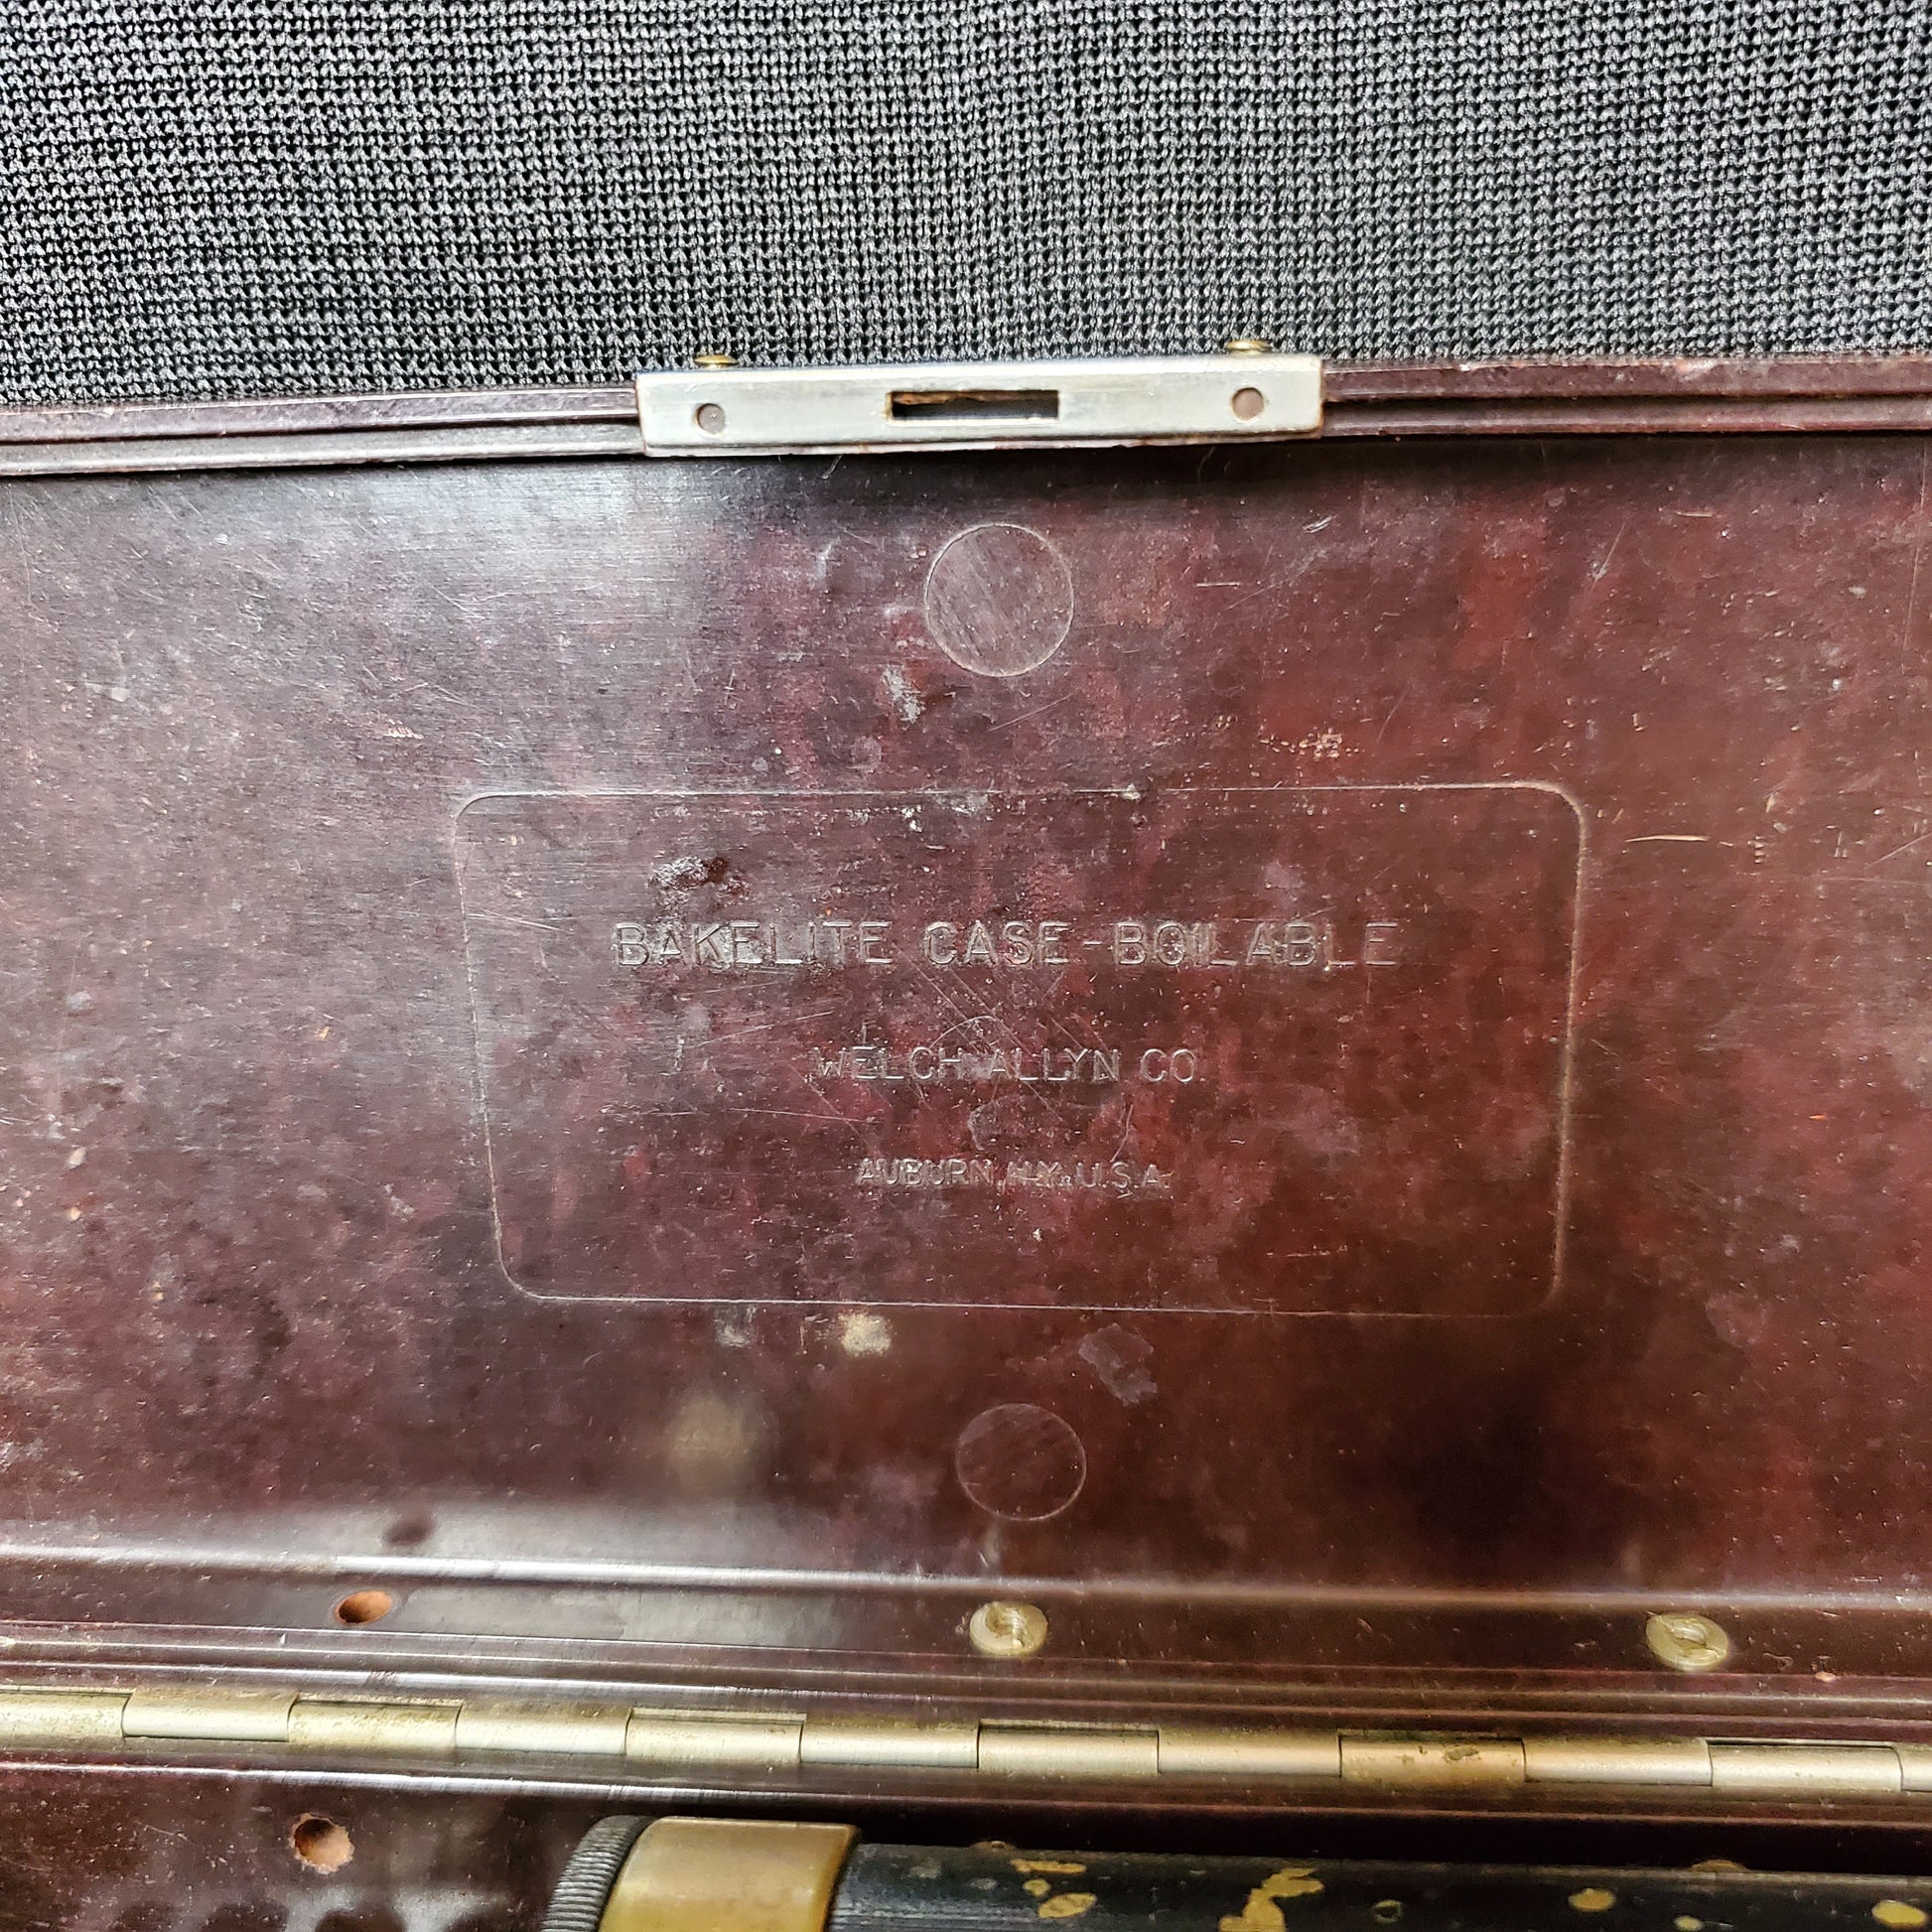 BAKELITE CASE-BOILABLE
WELCH ALLYN CO
AUBURN, N.Y. U.S.A.